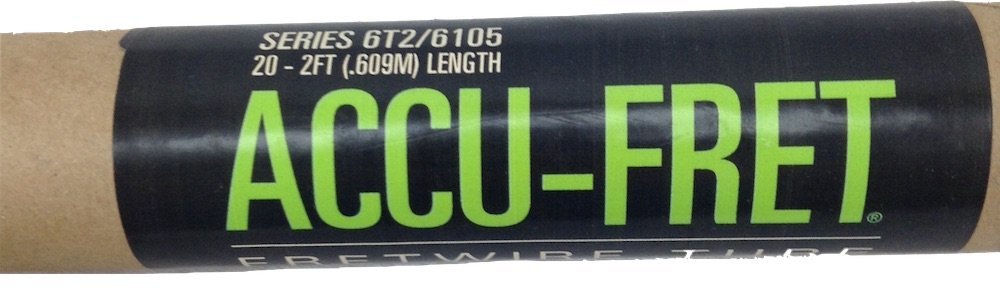 SERIES 6T2/6105
20 - 2FT (.609M) LENGTH
ACCU-FRET®
FRETWIRE TUBE